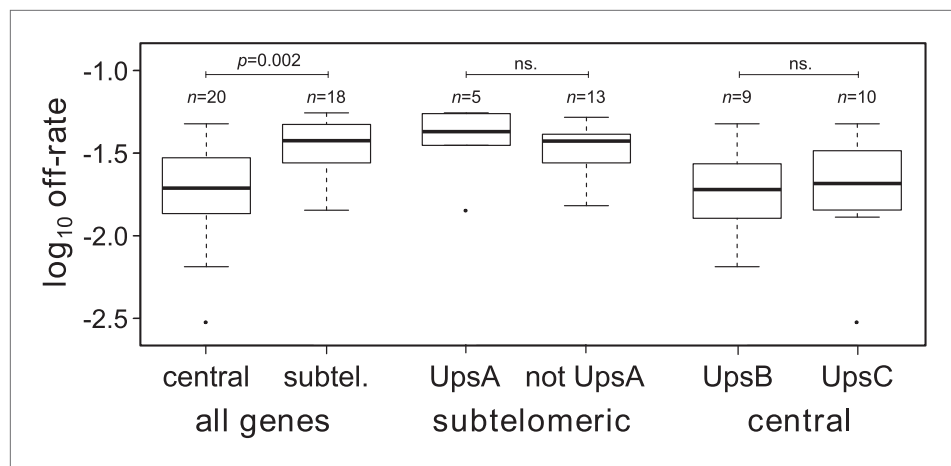 -1.0
-1.5
-2.0
-2.5
log10 off-rate
p=0.002
ns.
ns.
n=20
n=18
n=5
n=13
n=9
n=10
central
subtel.
UpsA
not UpsA
UpsB
UpsC
all genes
subtelomeric
central